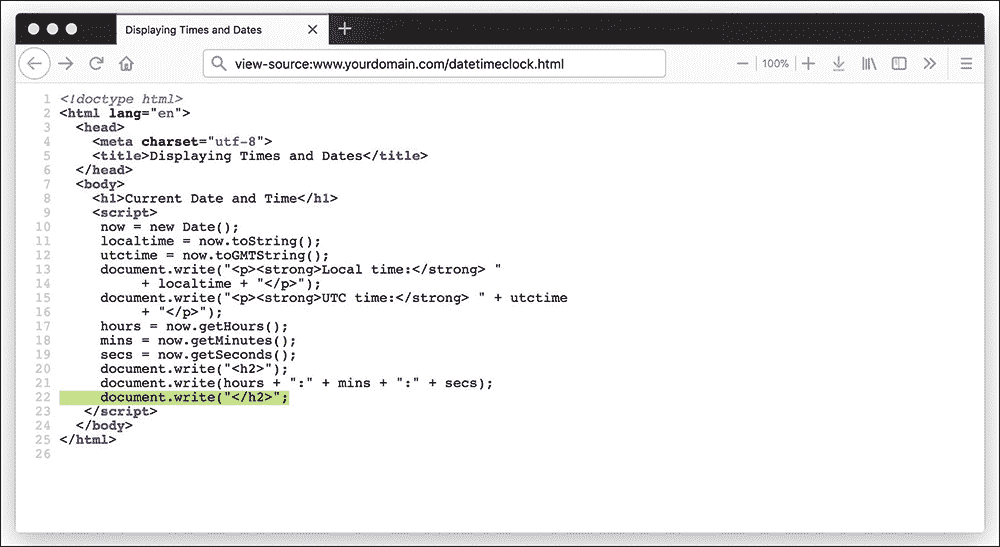 Displaying Times and Dates
view-source:www.yourdomain.com/datetimeclock.html
100%
1 <!doctype html>
2 <html lang="en">
3   <head>
4     <meta charset="utf-8">
5     <title>Displaying Times and Dates</title>
6   </head>
7   <body>
8     <h1>Current Date and Time</h1>
9     <script>
10      now = new Date();
11      localtime = now.toString();
12      utctime = now.toGMTString();
13      document.write("<p><strong>Local time:</strong> "
14           + localtime + "</p>");
15      document.write("<p><strong>UTC time:</strong> " + utctime
16           + "</p>");
17      hours = now.getHours();
18      mins = now.getMinutes();
19      secs = now.getSeconds();
20      document.write("<h2>");
21      document.write(hours + ":" + mins + ":" + secs);
22      document.write("</h2>";
23    </script>
24   </body>
25 </html>
26